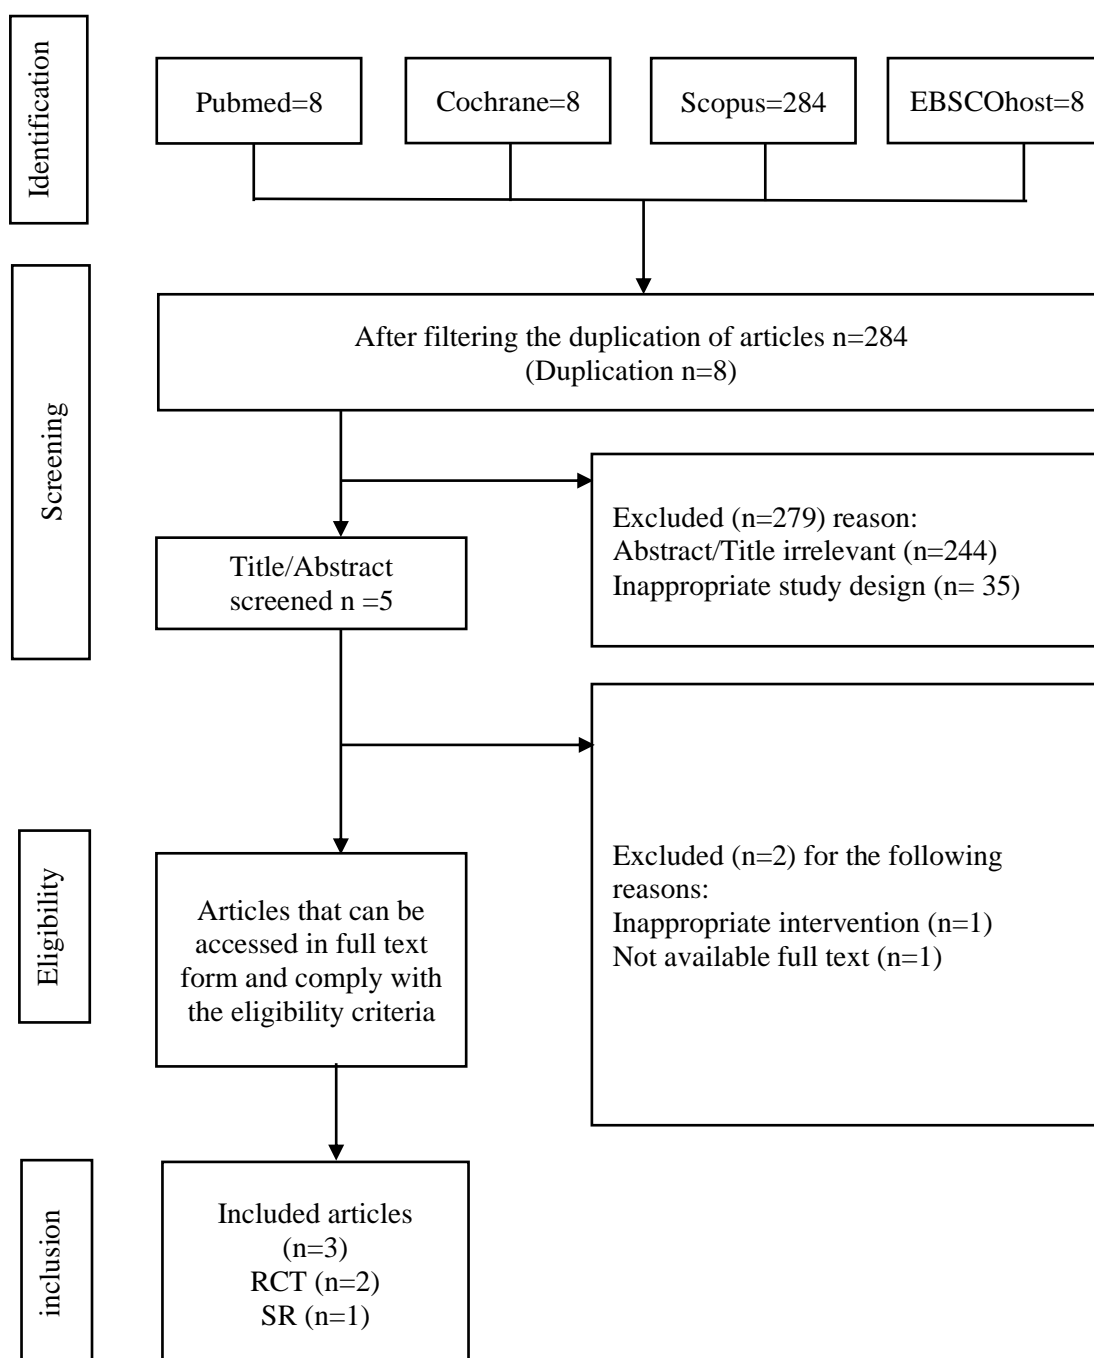 Identification
Pubmed=8
Cochrane=8
Scopus=284
EBSCOhost=8
Screening
After filtering the duplication of articles n=284
(Duplication n=8)
Excluded (n=279) reason:
Abstract/Title irrelevant (n=244)
Inappropriate study design (n= 35)
Title/Abstract
screened n =5
Eligibility
Articles that can be
accessed in full text
form and comply with
the eligibility criteria
Excluded (n=2) for the following
reasons:
Inappropriate intervention (n=1)
Not available full text (n=1)
inclusion
Included articles
(n=3)
RCT (n=2)
SR (n=1)